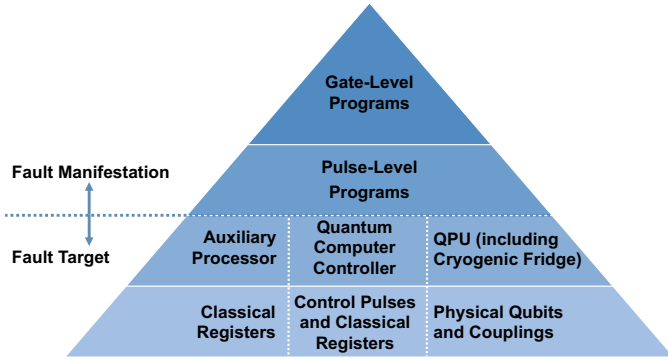 Gate-Level
Programs
Fault Manifestation
Pulse-Level
Programs
Fault Target
Auxiliary
Processor
Quantum
Computer
Controller
QPU (including
Cryogenic Fridge)
Classical
Registers
Control Pulses
and Classical
Registers
Physical Qubits
and Couplings